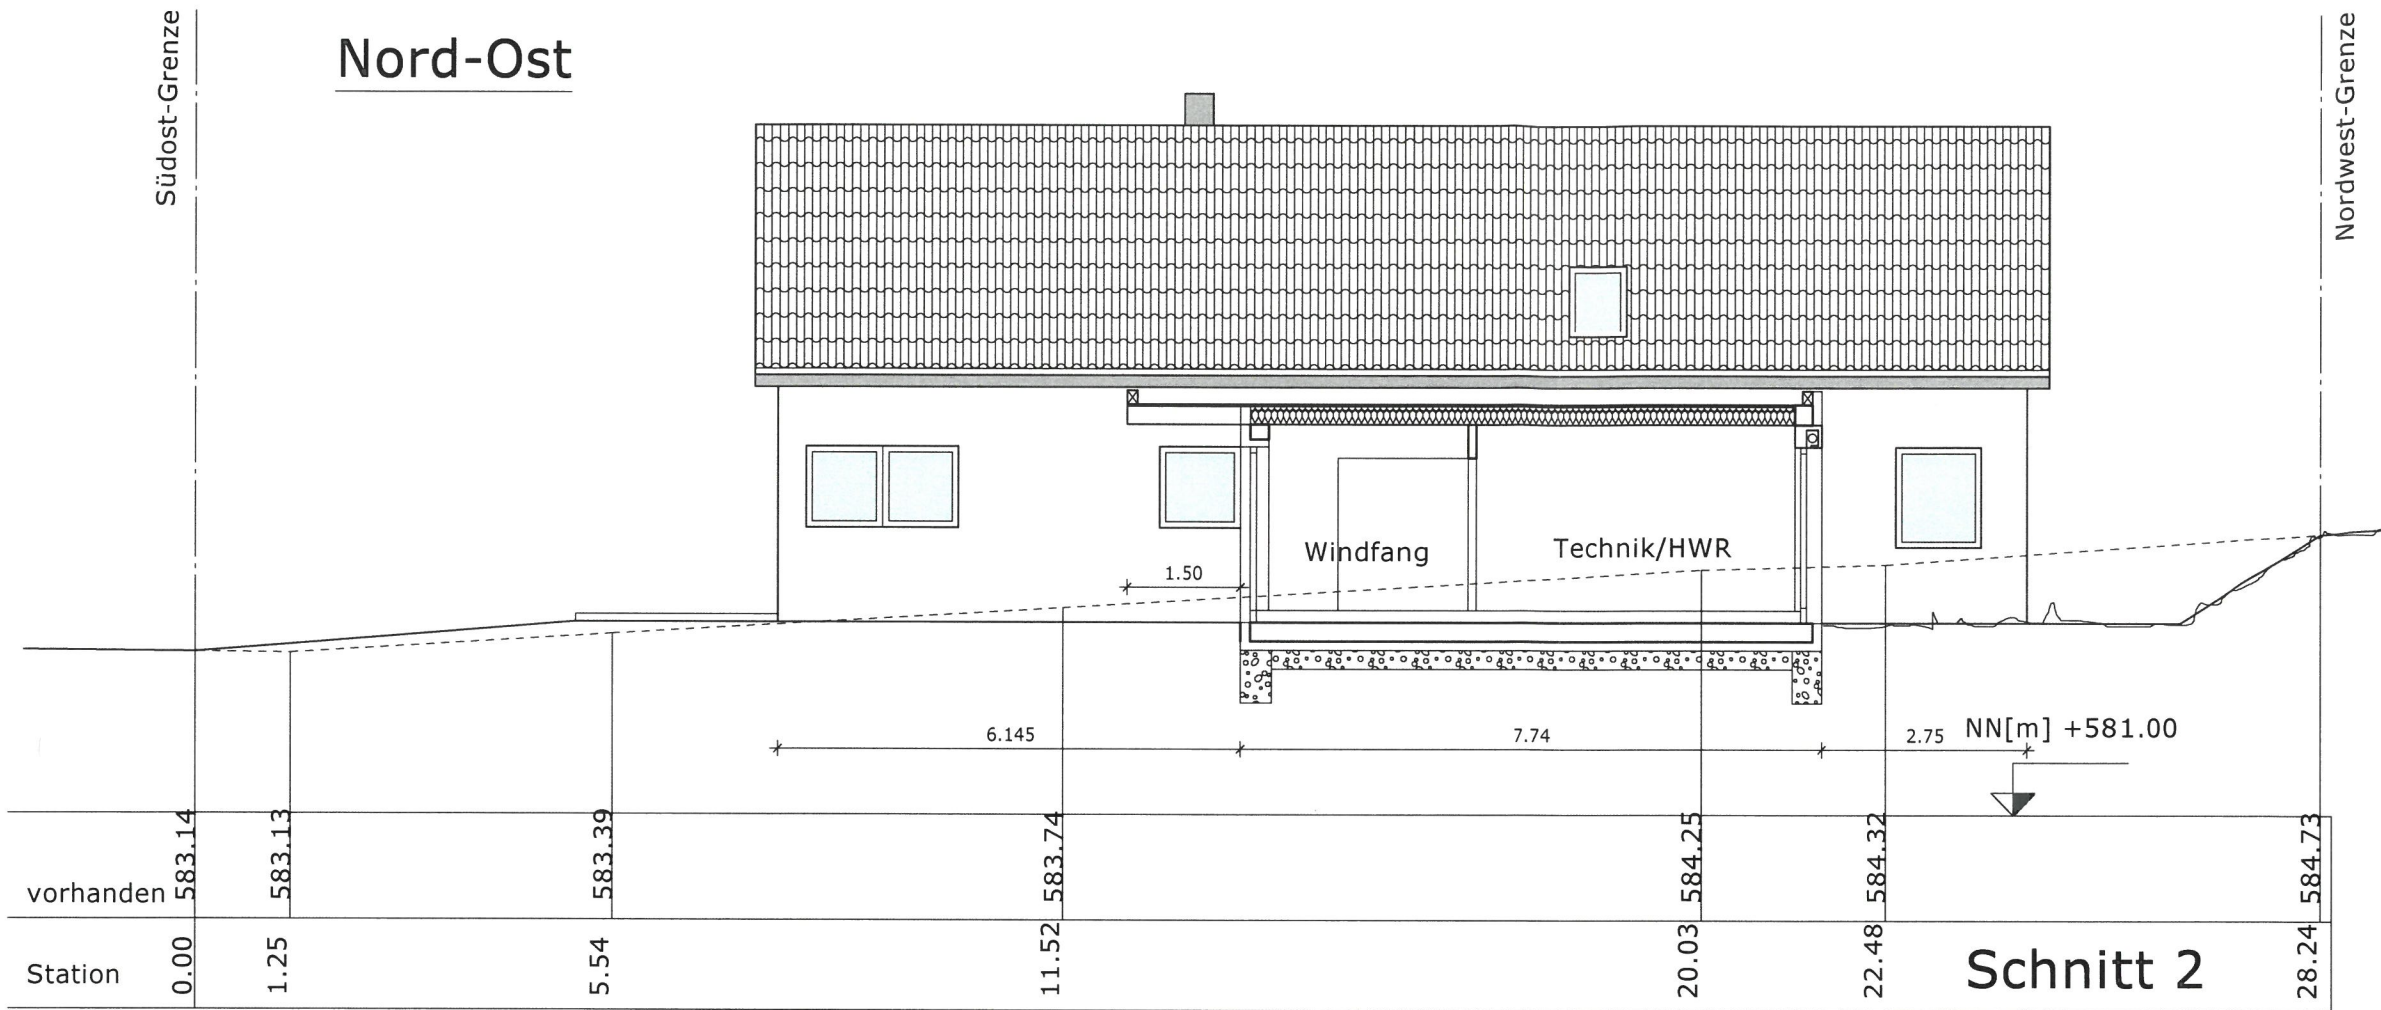 Südost-Grenze
Nord-Ost
Nordwest-Grenze
Windfang
Technik/HWR
1.50
6.145
7.74
2.75
NN[m] +581.00
vorhanden 583.14 583.13 583.39 583.74 584.25 584.32 584.73
Station 0.00 1.25 5.54 11.52 20.03 22.48 28.24
Schnitt 2